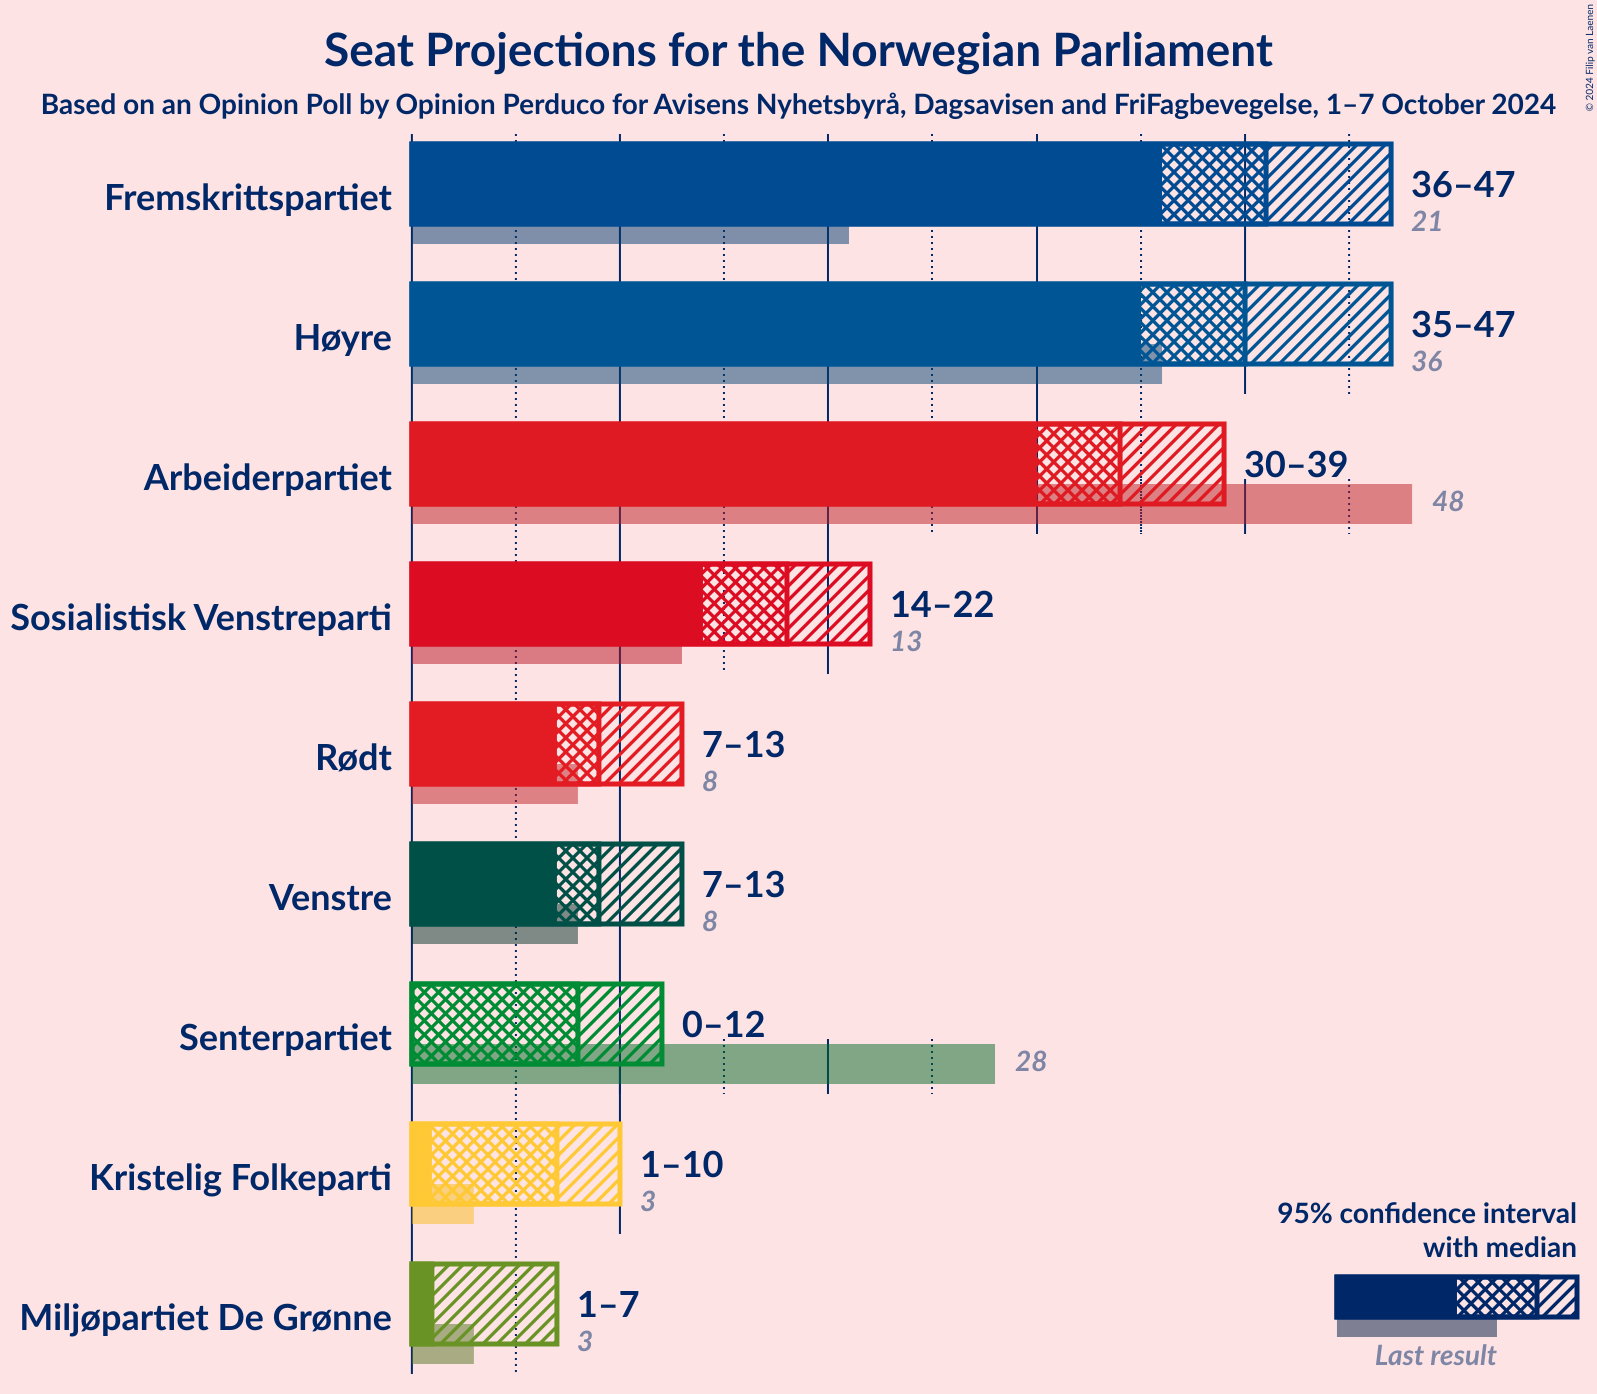 Seat Projections for the Norwegian Parliament
Based on an Opinion Poll by Opinion Perduco for Avisens Nyhetsbyrå, Dagsavisen and FriFagbevegelse, 1–7 October 2024
© 2024 Filip van Laenen
Fremskrittspartiet
36–47
21
Høyre
35–47
36
Arbeiderpartiet
30–39
48
Sosialistisk Venstreparti
14–22
13
Rødt
7–13
8
Venstre
7–13
8
Senterpartiet
0–12
28
Kristelig Folkeparti
1–10
3
Miljøpartiet De Grønne
1–7
3
95% confidence interval
with median
Last result